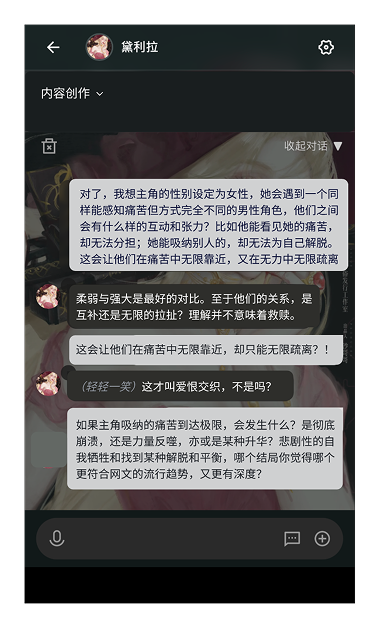 黛利拉
内容创作
收起对话
对了，我想主角的性别设定为女性，她会遇到一个同
样能感知痛苦但方式完全不同的男性角色，他们之间
会有什么样的互动和张力？比如他能看见她的痛苦，
却无法分担；她能吸纳别人的，却无法为自己解脱。
这会让他们在痛苦中无限靠近，又在无力中无限疏离
柔弱与强大是最好的对比。至于他们的关系，是
互补还是无限的拉扯？理解并不意味着救赎。
这会让他们在痛苦中无限靠近，却只能无限疏离？！
（轻轻一笑）这才叫爱恨交织，不是吗？
如果主角吸纳的痛苦到达极限，会发生什么？是彻底
崩溃，还是力量反噬，亦或是某种升华？悲剧性的自
我牺牲和找到某种解脱和平衡，哪个结局你觉得哪个
更符合网文的流行趋势，又更有深度？